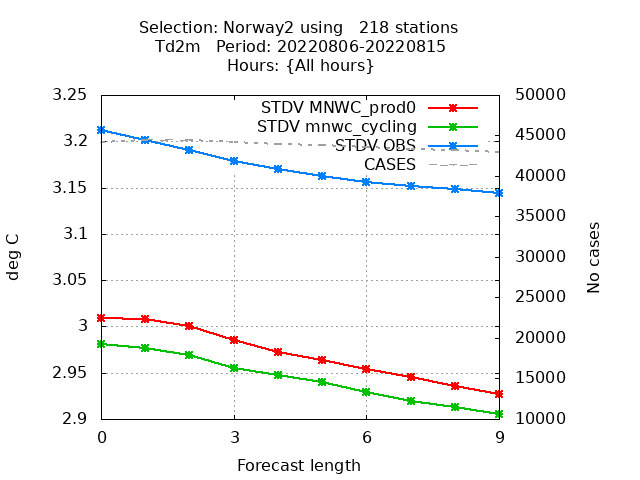 Selection: Norway2 using   218 stations
Td2m   Period: 20220806-20220815
Hours: {All hours}
3.25
3.2
3.15
3.1
3.05
3
2.95
2.9
deg C
50000
45000
40000
35000
30000
25000
20000
15000
10000
No cases
STDV MNWC_prod0
STDV mnwc_cycling
STDV OBS
CASES
0
3
6
9
Forecast length